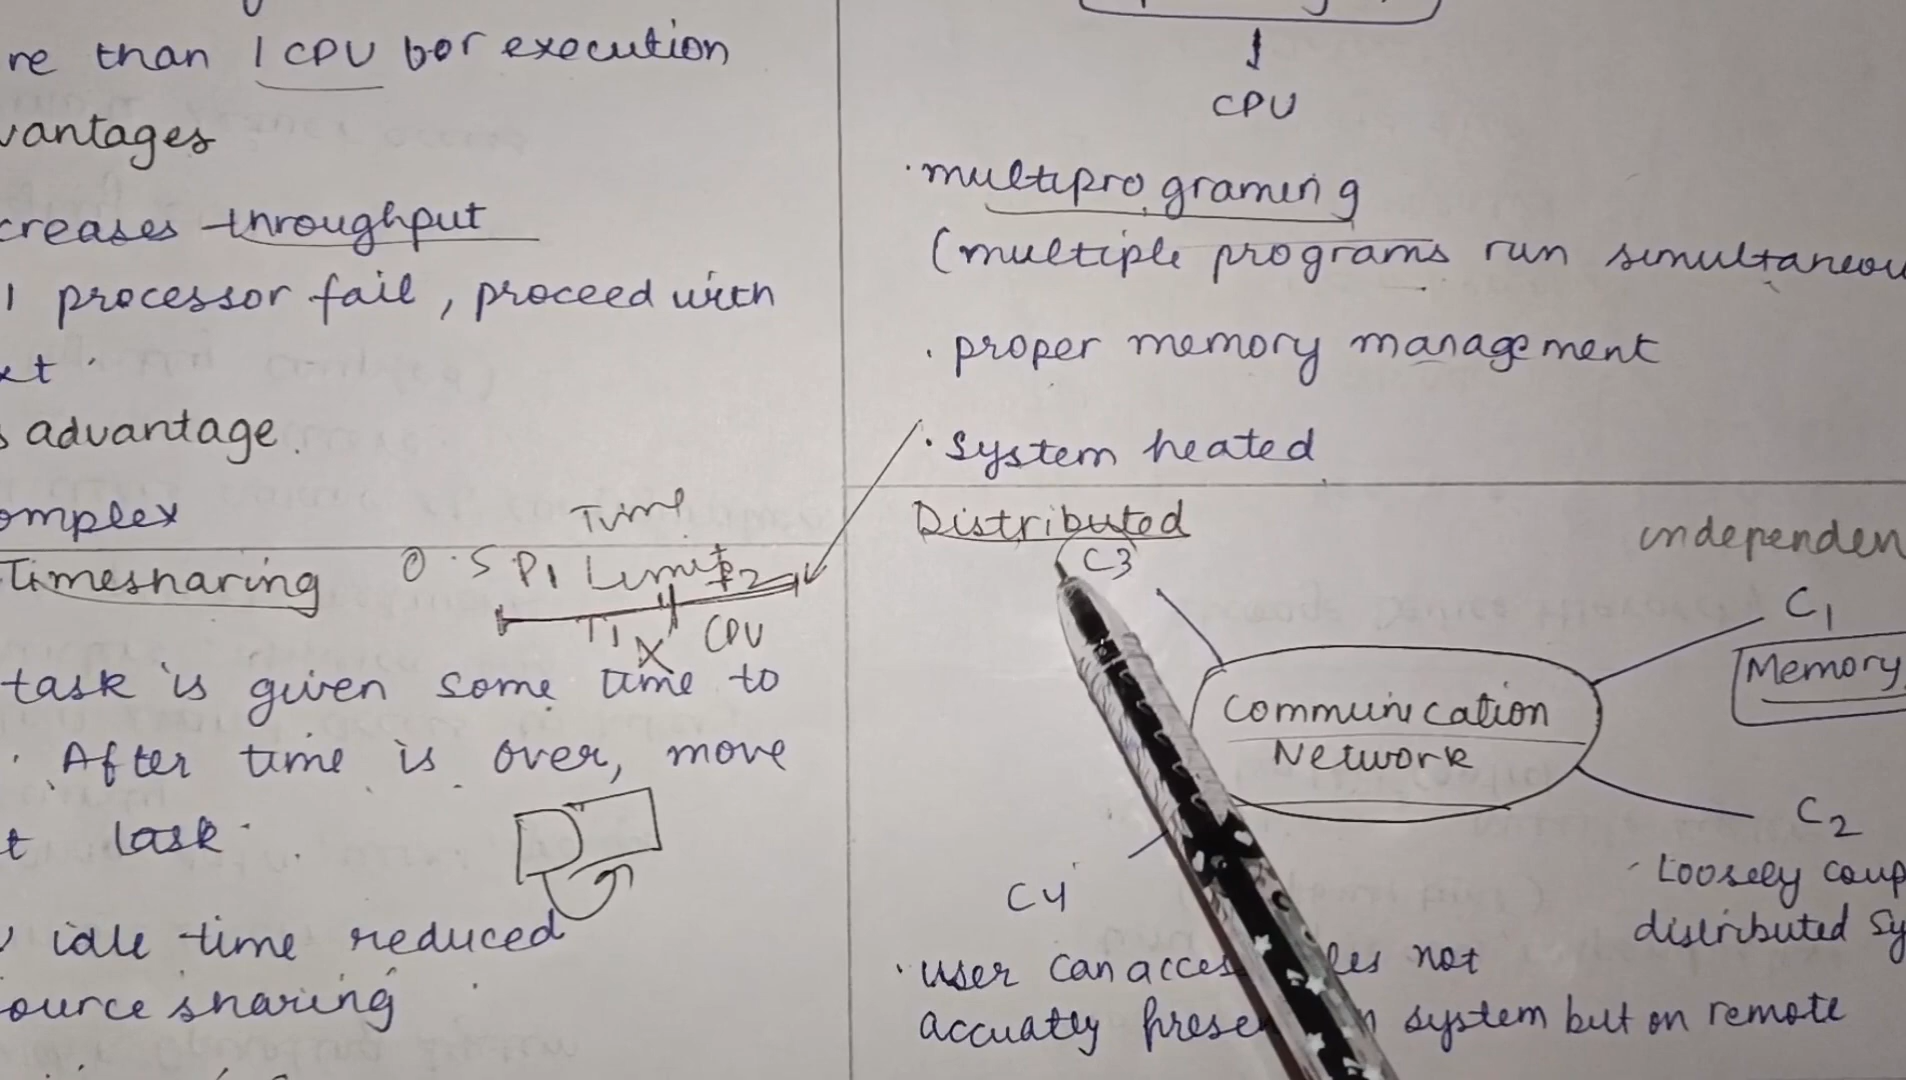 re than 1 CPU for execution
vantages
creases throughput
1 processor fail, proceed with
xt.
s advantage.
omplex
Timesharing
O.S P1
Time
Limit
P2
T1 X CPU
task is given some time to
. After time is over, move
t task.
idle time reduced
ource sharing
CPU
. multipro graming
(multiple programs run simultaneou
. proper memory management
. System heated
Distributed
independen
C3
C1
Memory
Communication
Network
C2
C4
. Loosely coup
distributed Sy
. user can acces les not
accuatly prese n system but on remote